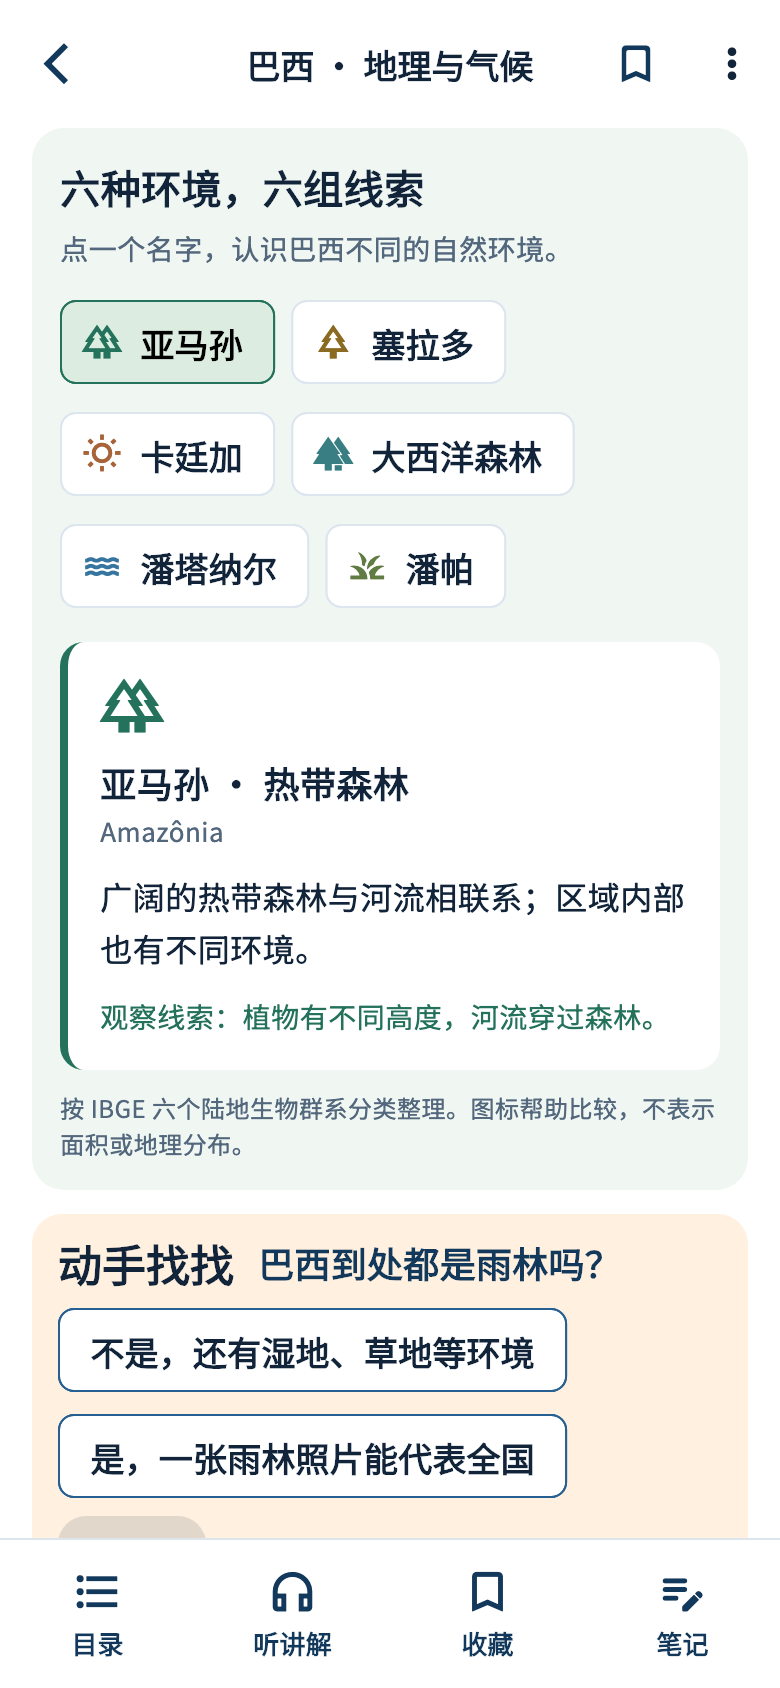 巴西 · 地理与气候
六种环境，六组线索
点一个名字，认识巴西不同的自然环境。
亚马孙
塞拉多
卡廷加
大西洋森林
潘塔纳尔
潘帕
亚马孙 · 热带森林
Amazônia
广阔的热带森林与河流相联系；区域内部
也有不同环境。
观察线索：植物有不同高度，河流穿过森林。
按 IBGE 六个陆地生物群系分类整理。图标帮助比较，不表示
面积或地理分布。
动手找找 巴西到处都是雨林吗？
不是，还有湿地、草地等环境
是，一张雨林照片能代表全国
目录
听讲解
收藏
笔记